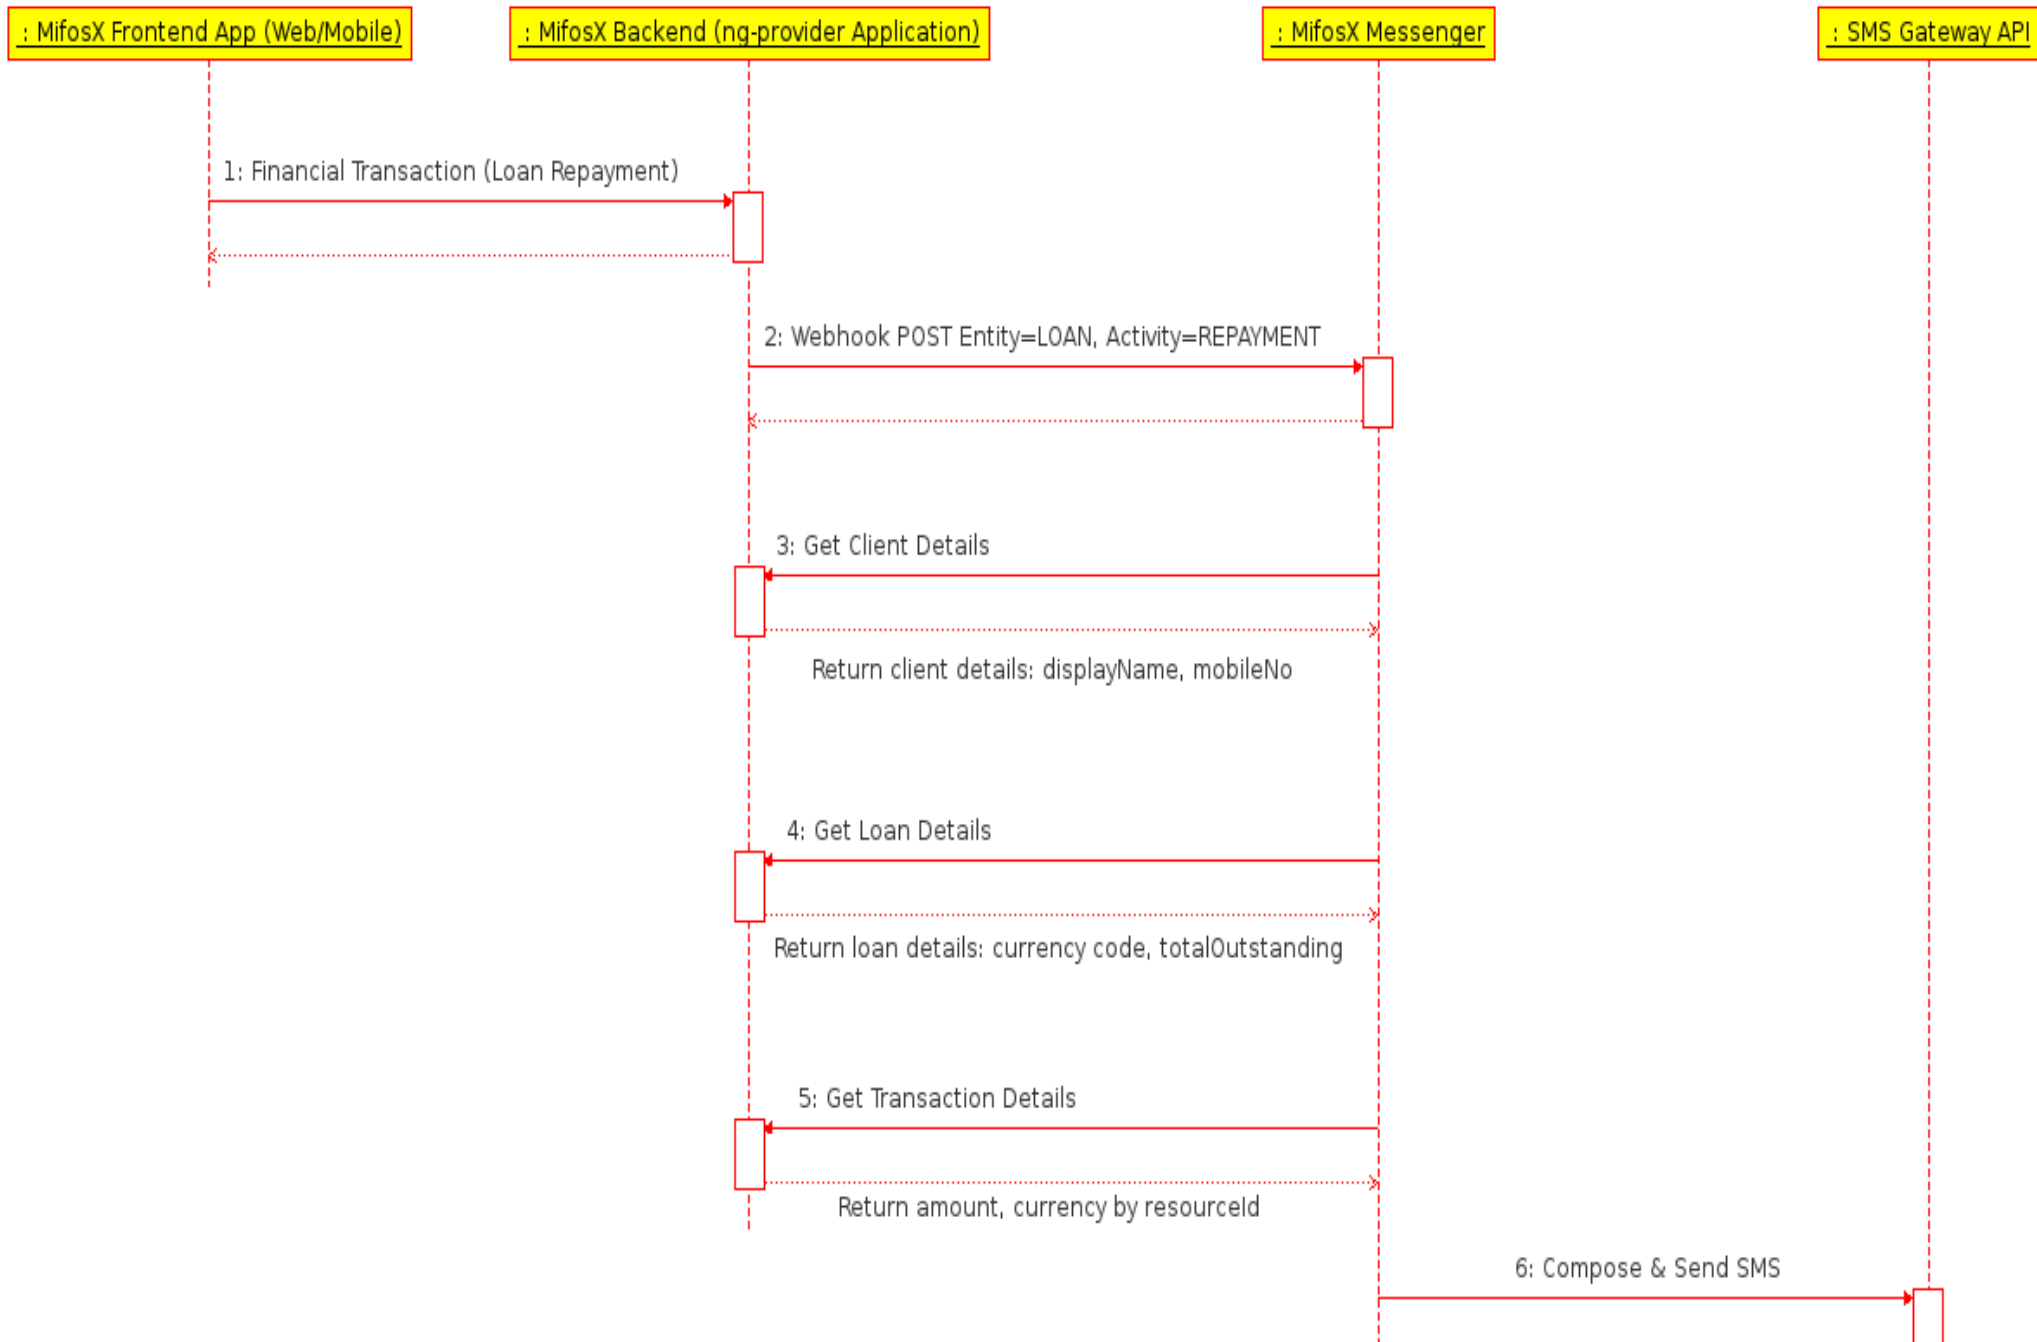 : MifosX Frontend App (Web/Mobile)
: MifosX Backend (ng-provider Application)
: MifosX Messenger
: SMS Gateway API
1: Financial Transaction (Loan Repayment)
2: Webhook POST Entity=LOAN, Activity=REPAYMENT
3: Get Client Details
Return client details: displayName, mobileNo
4: Get Loan Details
Return loan details: currency code, totalOutstanding
5: Get Transaction Details
Return amount, currency by resourceId
6: Compose & Send SMS